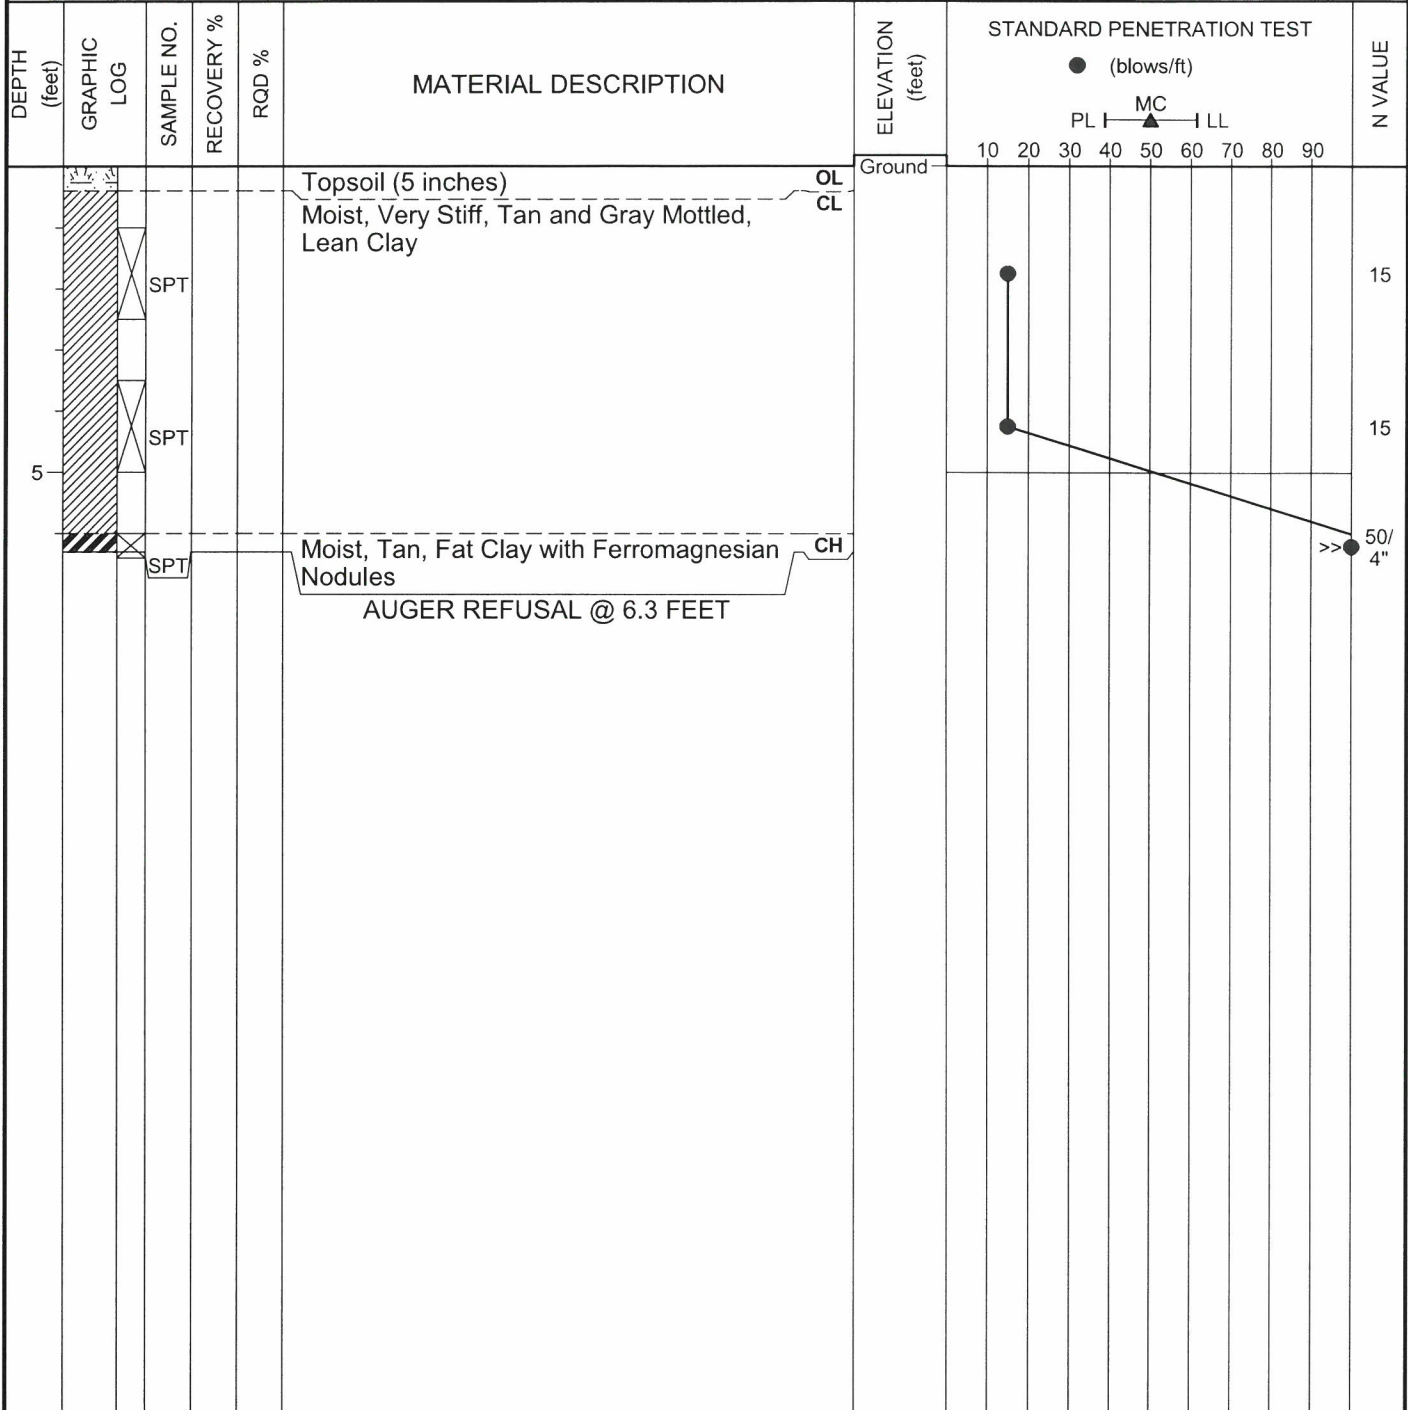 DEPTH
(feet)
GRAPHIC
LOG
SAMPLE NO.
RECOVERY %
RQD %
MATERIAL DESCRIPTION
ELEVATION
(feet)
STANDARD PENETRATION TEST
(blows/ft)
MC
PL LL
10 20 30 40 50 60 70 80 90
N VALUE
Ground
Topsoil (5 inches) OL
CL
Moist, Very Stiff, Tan and Gray Mottled,
Lean Clay
SPT 15
SPT 15
5
Moist, Tan, Fat Clay with Ferromagnesian CH
Nodules
SPT
>> 50/
4"
AUGER REFUSAL @ 6.3 FEET